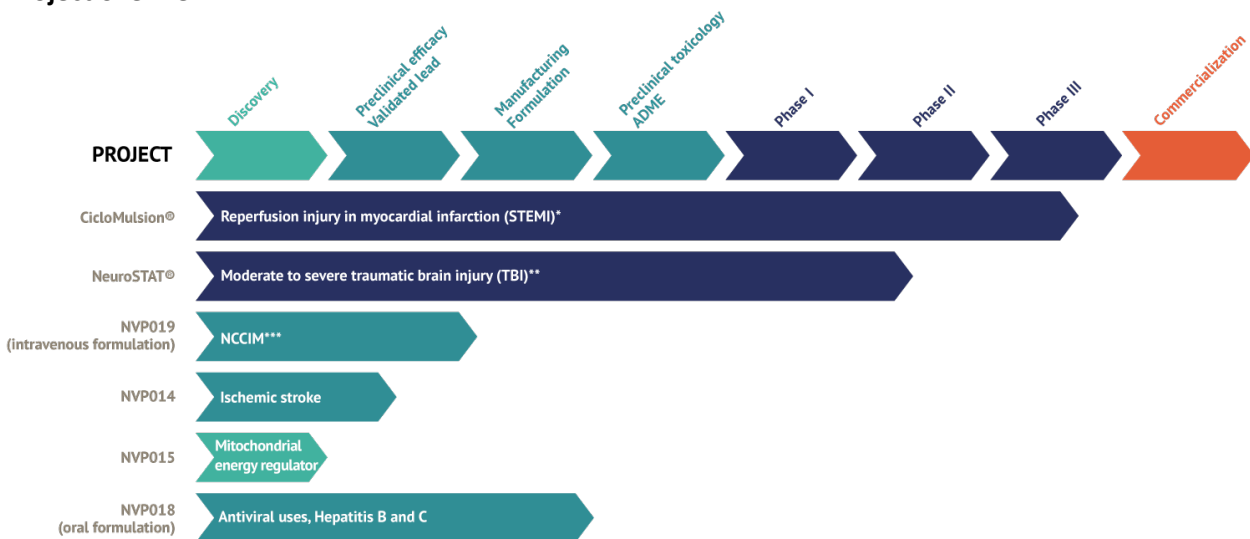 Discovery
Preclinical efficacy
Validated lead
Manufacturing
Formulation
Preclinical toxicology
ADME
Phase I
Phase II
Phase III
Commercialization
PROJECT
CicloMulsion®
Reperfusion injury in myocardial infarction (STEMI)*
NeuroSTAT®
Moderate to severe traumatic brain injury (TBI)**
NVP019
(intravenous formulation)
NCCIM***
NVP014
Ischemic stroke
NVP015
Mitochondrial
energy regulator
NVP018
(oral formulation)
Antiviral uses, Hepatitis B and C